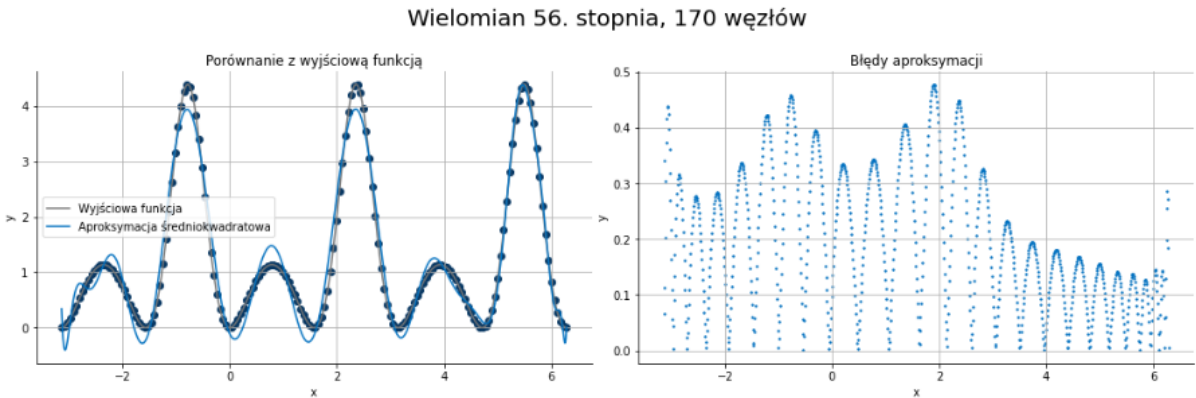 Wielomian 56. stopnia, 170 węzłów
Porównanie z wyjściową funkcją
4
3
2
1
0
y
−2
0
2
4
6
x
Wyjściowa funkcja
Aproksymacja średniokwadratowa
Błędy aproksymacji
0.5
0.4
0.3
0.2
0.1
0.0
y
−2
0
2
4
6
x